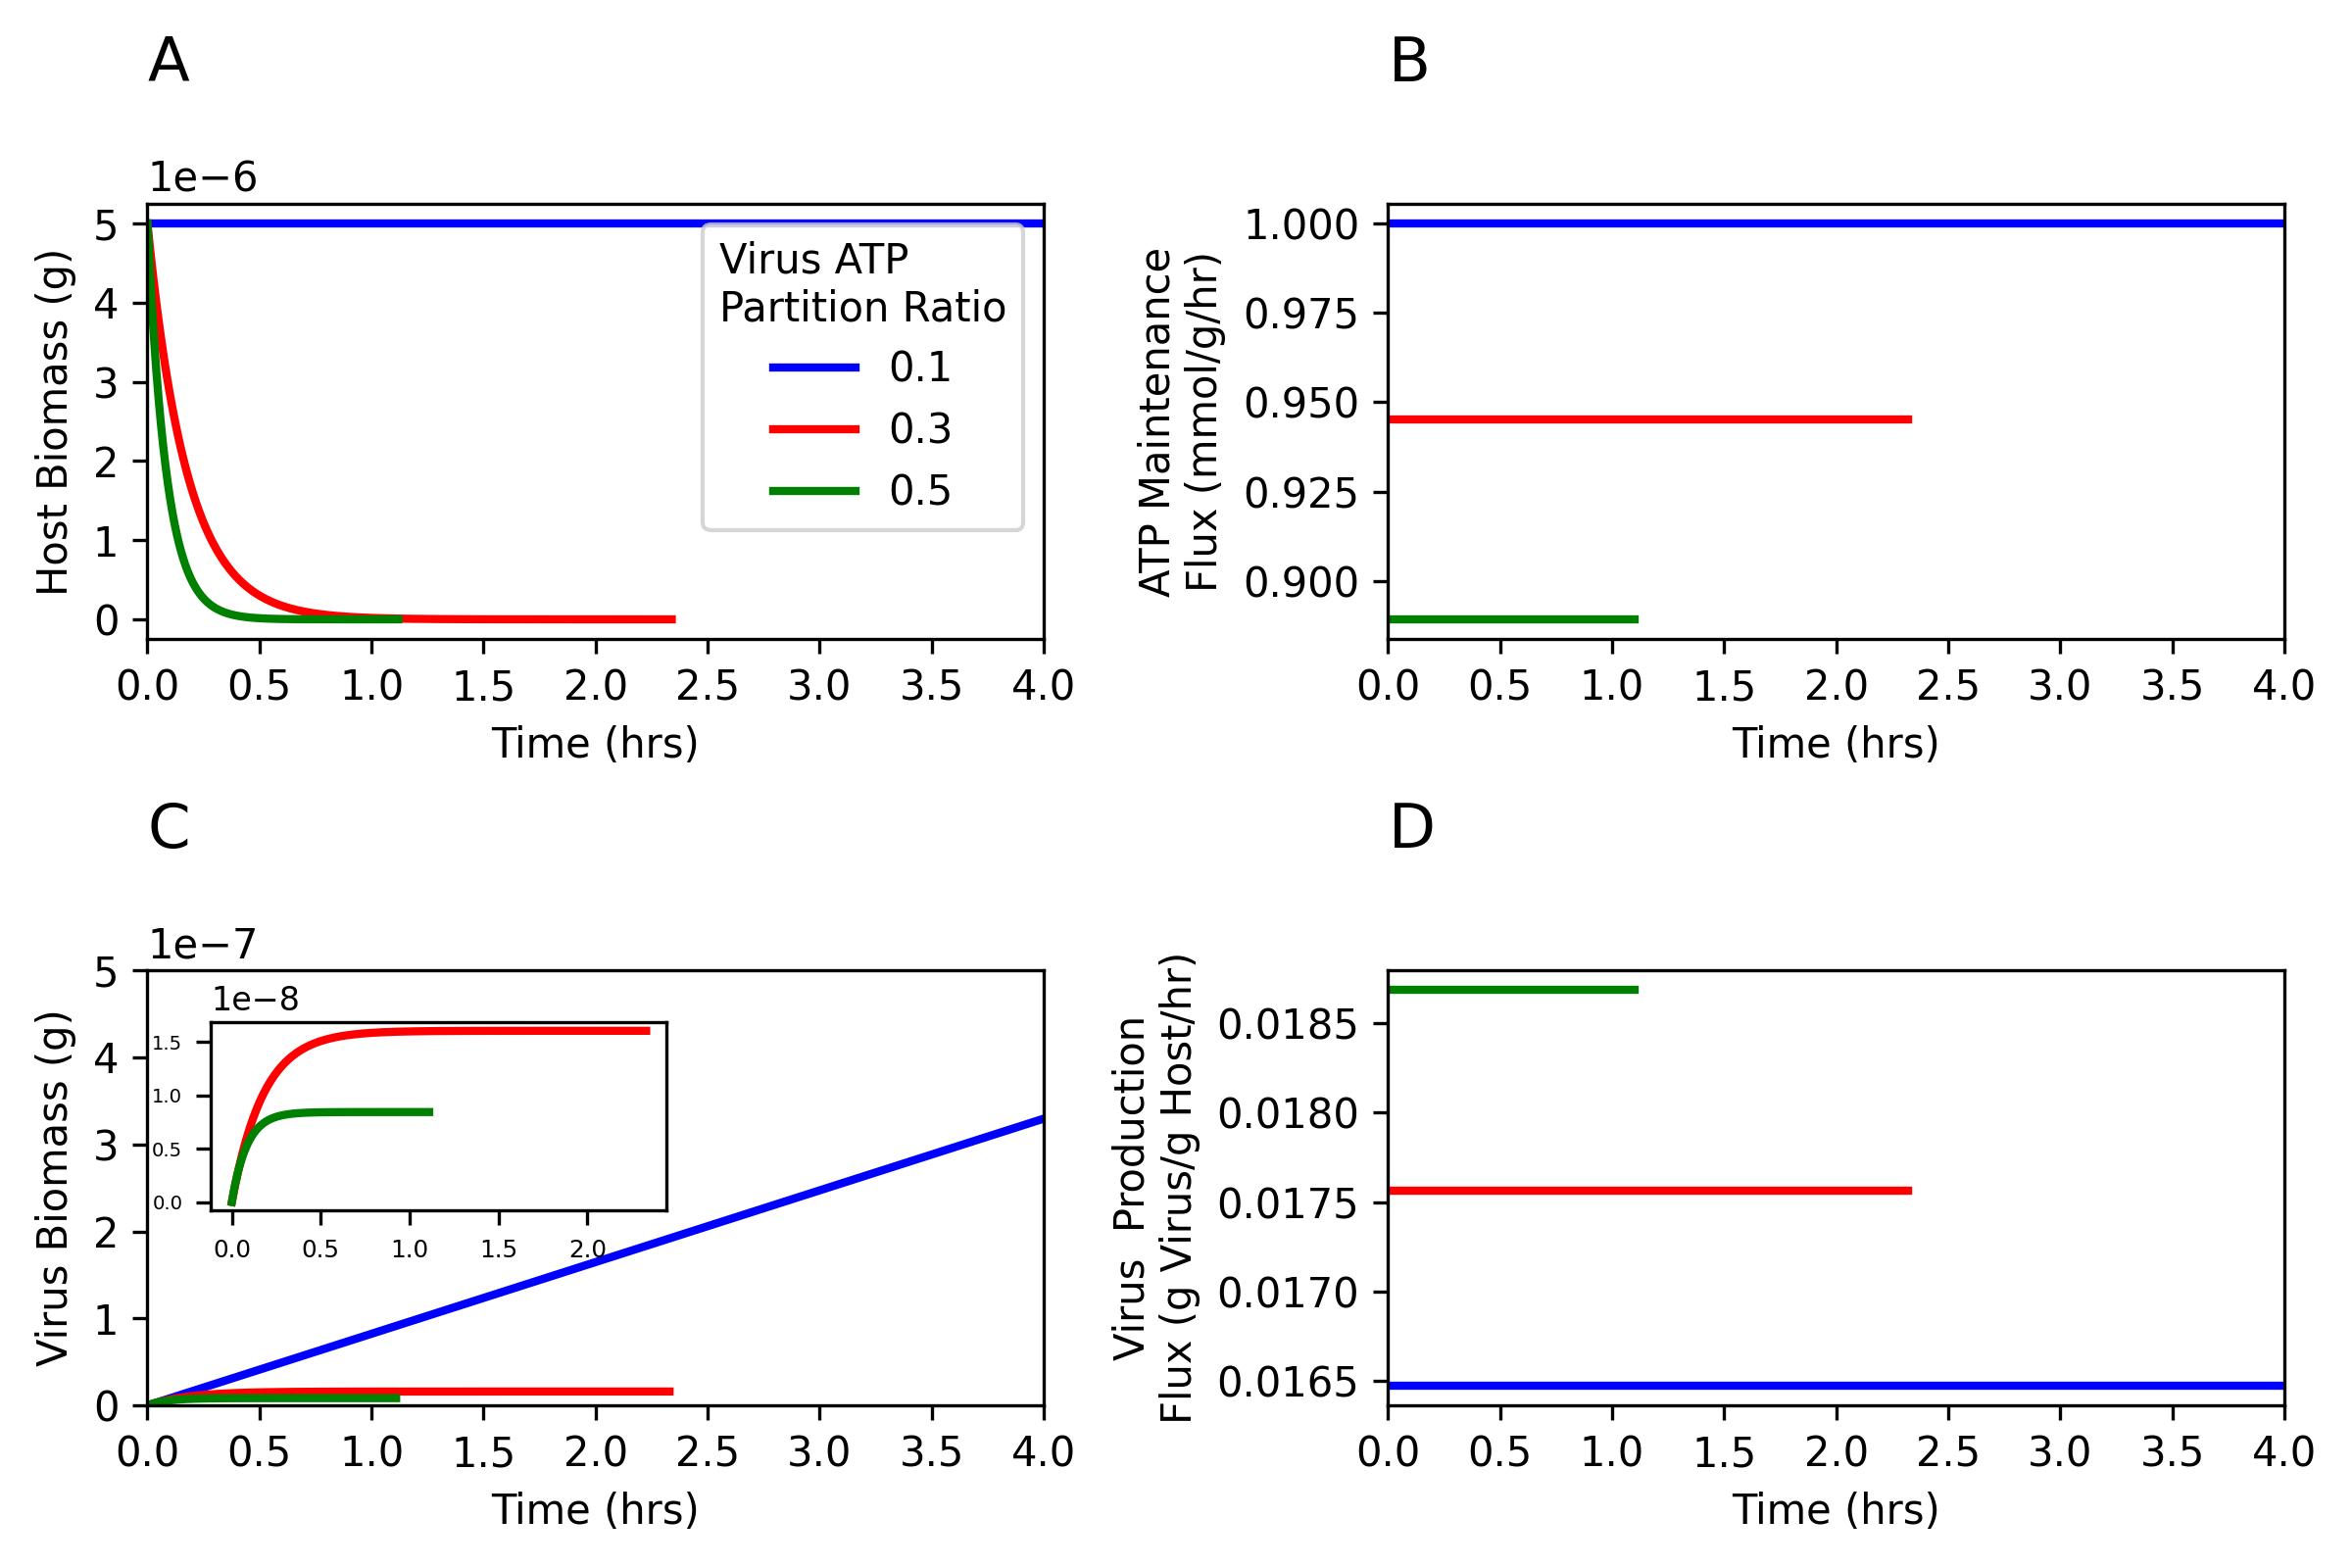 A
1e−6
Host Biomass (g)
5
4
3
2
1
0
0.0 0.5 1.0 1.5 2.0 2.5 3.0 3.5 4.0
Time (hrs)
Virus ATP
Partition Ratio
0.1
0.3
0.5
B
ATP Maintenance
Flux (mmol/g/hr)
1.000
0.975
0.950
0.925
0.900
0.0 0.5 1.0 1.5 2.0 2.5 3.0 3.5 4.0
Time (hrs)
C
1e−7
Virus Biomass (g)
5
4
3
2
1
0
0.0 0.5 1.0 1.5 2.0 2.5 3.0 3.5 4.0
Time (hrs)
1e−8
1.5
1.0
0.5
0.0
0.0 0.5 1.0 1.5 2.0
D
Virus Production
Flux (g Virus/g Host/hr)
0.0185
0.0180
0.0175
0.0170
0.0165
0.0 0.5 1.0 1.5 2.0 2.5 3.0 3.5 4.0
Time (hrs)